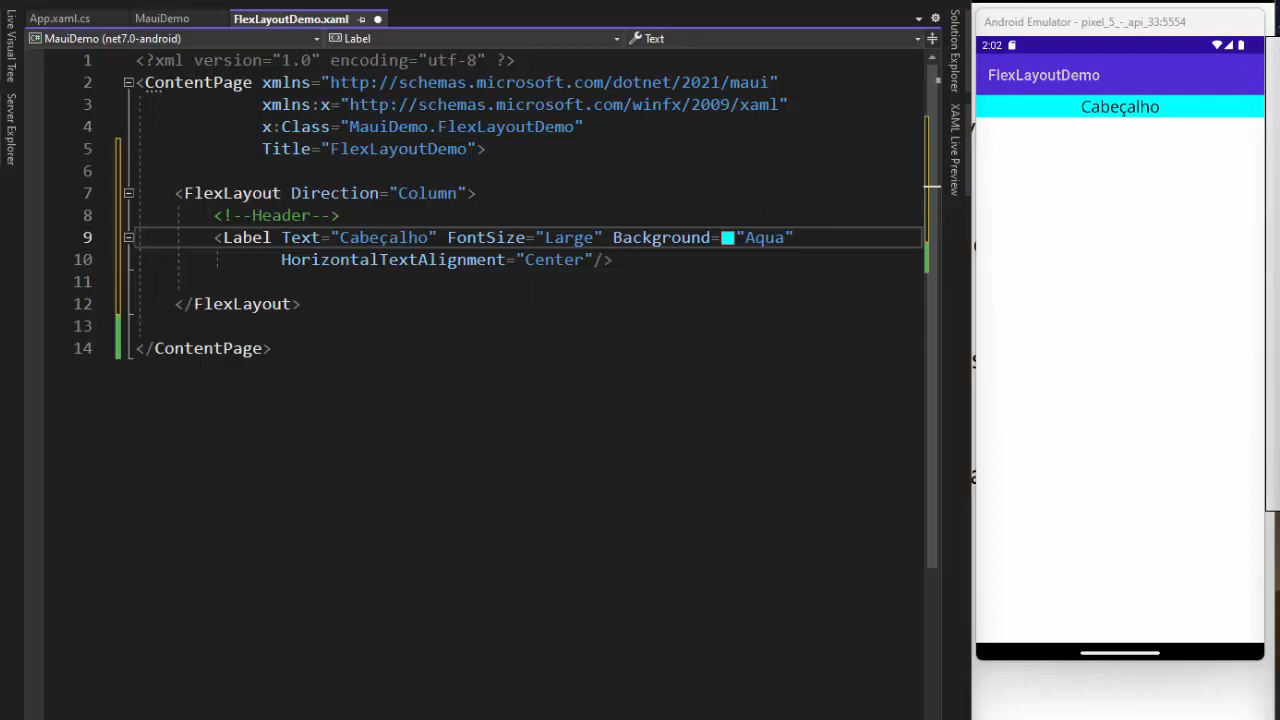 Live Visual Tree
Server Explorer
App.xaml.cs
MauiDemo
FlexLayoutDemo.xaml
MauiDemo (net7.0-android)
Label
Text
1 <?xml version="1.0" encoding="utf-8" ?>
2 <ContentPage xmlns="http://schemas.microsoft.com/dotnet/2021/maui"
3 xmlns:x="http://schemas.microsoft.com/winfx/2009/xaml"
4 x:Class="MauiDemo.FlexLayoutDemo"
5 Title="FlexLayoutDemo">
6
7 <FlexLayout Direction="Column">
8 <!--Header-->
9 <Label Text="Cabeçalho" FontSize="Large" Background="Aqua"
10 HorizontalTextAlignment="Center"/>
11
12 </FlexLayout>
13
14 </ContentPage>
Solution Explorer
XAML Live Preview
Android Emulator - pixel_5_-_api_33:5554
2:02
FlexLayoutDemo
Cabeçalho